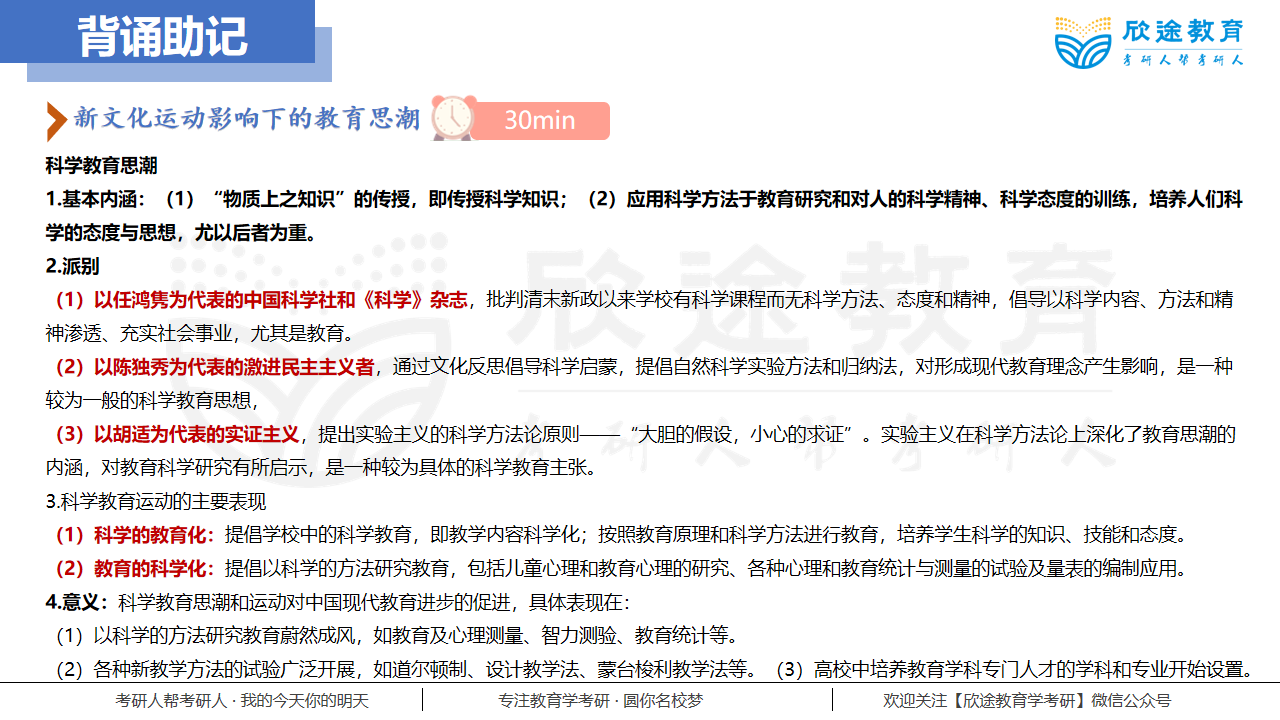 背诵助记
欣途教育
考研人帮考研人
新文化运动影响下的教育思潮
30min
科学教育思潮
1.基本内涵：（1）“物质上之知识”的传授，即传授科学知识；（2）应用科学方法于教育研究和对人的科学精神、科学态度的训练，培养人们科
学的态度与思想，尤以后者为重。
2.派别
（1）以任鸿隽为代表的中国科学社和《科学》杂志，批判清末新政以来学校有科学课程而无科学方法、态度和精神，倡导以科学内容、方法和精
神渗透、充实社会事业，尤其是教育。
（2）以陈独秀为代表的激进民主主义者，通过文化反思倡导科学启蒙，提倡自然科学实验方法和归纳法，对形成现代教育理念产生影响，是一种
较为一般的科学教育思想，
（3）以胡适为代表的实证主义，提出实验主义的科学方法论原则——“大胆的假设，小心的求证”。实验主义在科学方法论上深化了教育思潮的
内涵，对教育科学研究有所启示，是一种较为具体的科学教育主张。
3.科学教育运动的主要表现
（1）科学的教育化：提倡学校中的科学教育，即教学内容科学化；按照教育原理和科学方法进行教育，培养学生科学的知识、技能和态度。
（2）教育的科学化：提倡以科学的方法研究教育，包括儿童心理和教育心理的研究、各种心理和教育统计与测量的试验及量表的编制应用。
4.意义：科学教育思潮和运动对中国现代教育进步的促进，具体表现在：
（1）以科学的方法研究教育蔚然成风，如教育及心理测量、智力测验、教育统计等。
（2）各种新教学方法的试验广泛开展，如道尔顿制、设计教学法、蒙台梭利教学法等。（3）高校中培养教育学科专门人才的学科和专业开始设置。
欣途教育
考研人帮考研人
考研人帮考研人 · 我的今天你的明天
专注教育学考研 · 圆你名校梦
欢迎关注【欣途教育学考研】微信公众号